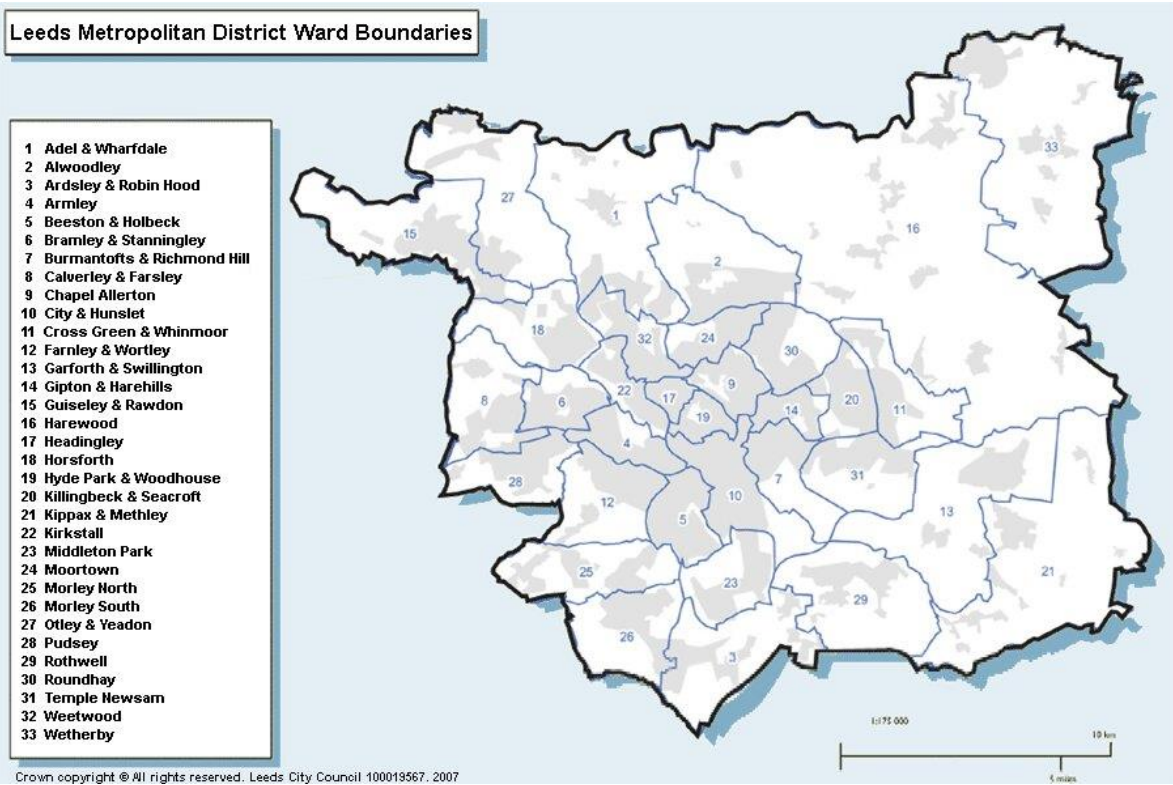 Leeds Metropolitan District Ward Boundaries
1 Adel & Wharfdale
2 Alwoodley
3 Ardsley & Robin Hood
4 Armley
5 Beeston & Holbeck
6 Bramley & Stanningley
7 Burmantofts & Richmond Hill
8 Calverley & Farsley
9 Chapel Allerton
10 City & Hunslet
11 Cross Green & Whinmoor
12 Farnley & Wortley
13 Garforth & Swillington
14 Gipton & Harehills
15 Guiseley & Rawdon
16 Harewood
17 Headingley
18 Horsforth
19 Hyde Park & Woodhouse
20 Killingbeck & Seacroft
21 Kippax & Methley
22 Kirkstall
23 Middleton Park
24 Moortown
25 Morley North
26 Morley South
27 Otley & Yeadon
28 Pudsey
29 Rothwell
30 Roundhay
31 Temple Newsam
32 Weetwood
33 Wetherby
33
27
1
15
16
2
18
32
24
30
9
22
17
8
6
20
11
14
19
4
31
7
28
10
12
13
5
25
21
23
29
26
3
1:175 000
10 km
5 miles
Crown copyright © All rights reserved. Leeds City Council 100019567. 2007